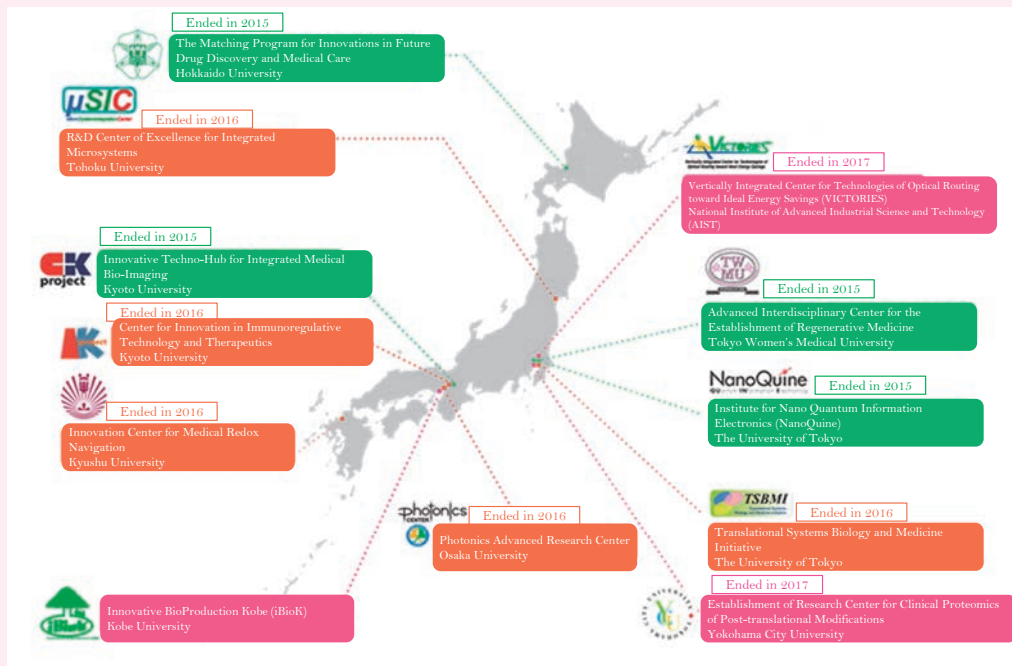 Ended in 2015
The Matching Program for Innovations in Future
Drug Discovery and Medical Care
Hokkaido University
μSIC
Ended in 2016
R&D Center of Excellence for Integrated
Microsystems
Tohoku University
VICTORIES
Ended in 2017
Vertically Integrated Center for Technologies of Optical Routing
toward Ideal Energy Savings (VICTORIES)
National Institute of Advanced Industrial Science and Technology
(AIST)
Ended in 2015
CK
project
Innovative Techno-Hub for Integrated Medical
Bio-Imaging
Kyoto University
TWMU
Ended in 2015
Advanced Interdisciplinary Center for the
Establishment of Regenerative Medicine
Tokyo Women's Medical University
Ended in 2016
AK
Center for Innovation in Immunoregulative
Technology and Therapeutics
Kyoto University
NanoQuine
Ended in 2015
Institute for Nano Quantum Information
Electronics (NanoQuine)
The University of Tokyo
Ended in 2016
Innovation Center for Medical Redox
Navigation
Kyushu University
photonics
CENTER
Ended in 2016
Photonics Advanced Research Center
Osaka University
TSBMI
Ended in 2016
Translational Systems Biology and Medicine
Initiative
The University of Tokyo
iBioK
Innovative BioProduction Kobe (iBioK)
Kobe University
Ended in 2017
YCU
Establishment of Research Center for Clinical Proteomics
of Post-translational Modifications
Yokohama City University